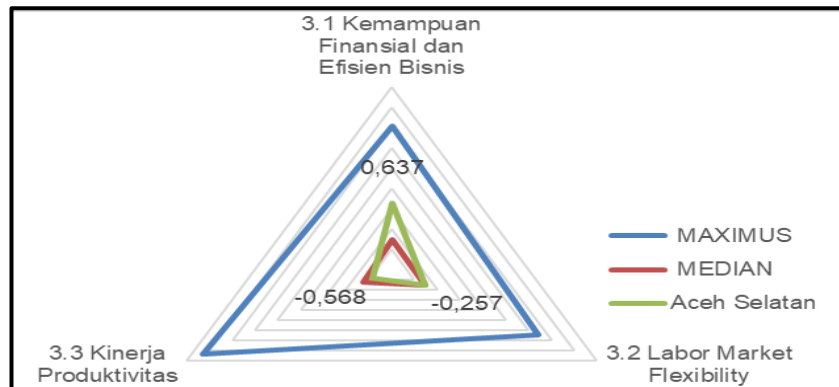 3.1 Kemampuan
Finansial dan
Efisien Bisnis
0,637
MAXIMUS
MEDIAN
Aceh Selatan
-0,568
-0,257
3.3 Kinerja
Produktivitas
3.2 Labor Market
Flexibility